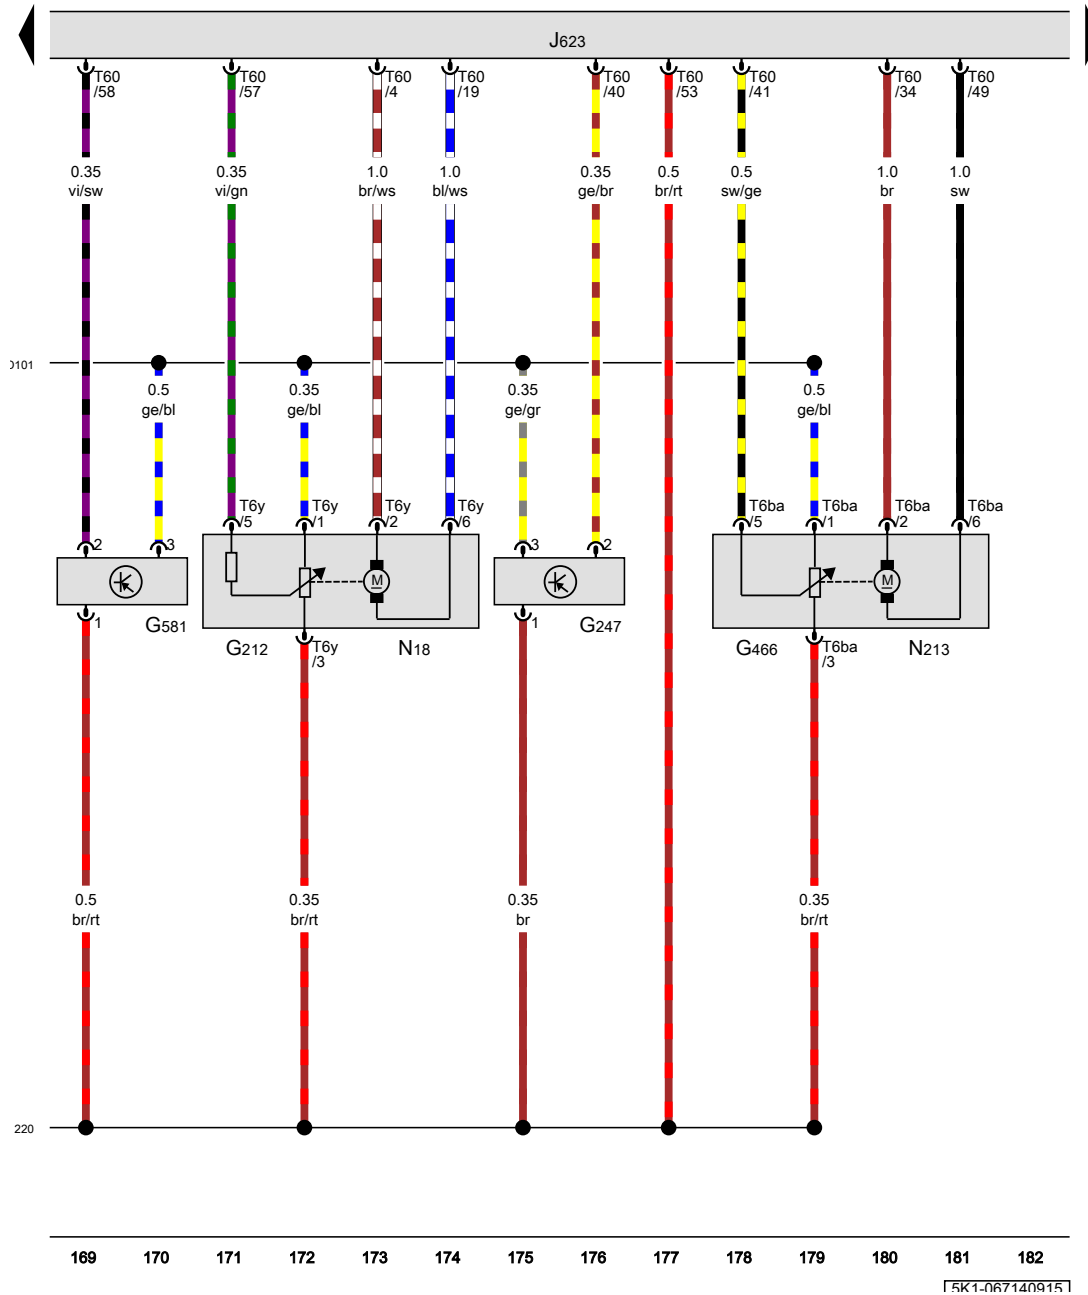 J623
T60 T60 T60 T60 T60 T60 T60 T60 T60
/58 /57 /4 /19 /40 /53 /41 /34 /49
0.35 0.35 1.0 1.0 0.35 0.5 0.5 1.0 1.0
vi/sw vi/gn br/ws bl/ws ge/br br/rt sw/ge br sw
0101
0.5 0.35 0.35 0.5
ge/bl ge/bl ge/gr ge/bl
T6y T6y T6y T6y T6ba T6ba T6ba T6ba
/5 /1 /2 /6 /5 /1 /2 /6
2 3 3 2
M M
1 G581 1 G247
G212 T6y N18 G466 T6ba N213
/3 /3
0.5 0.35 0.35 0.35
br/rt br/rt br br/rt
220
169 170 171 172 173 174 175 176 177 178 179 180 181 182
5K1-067140915